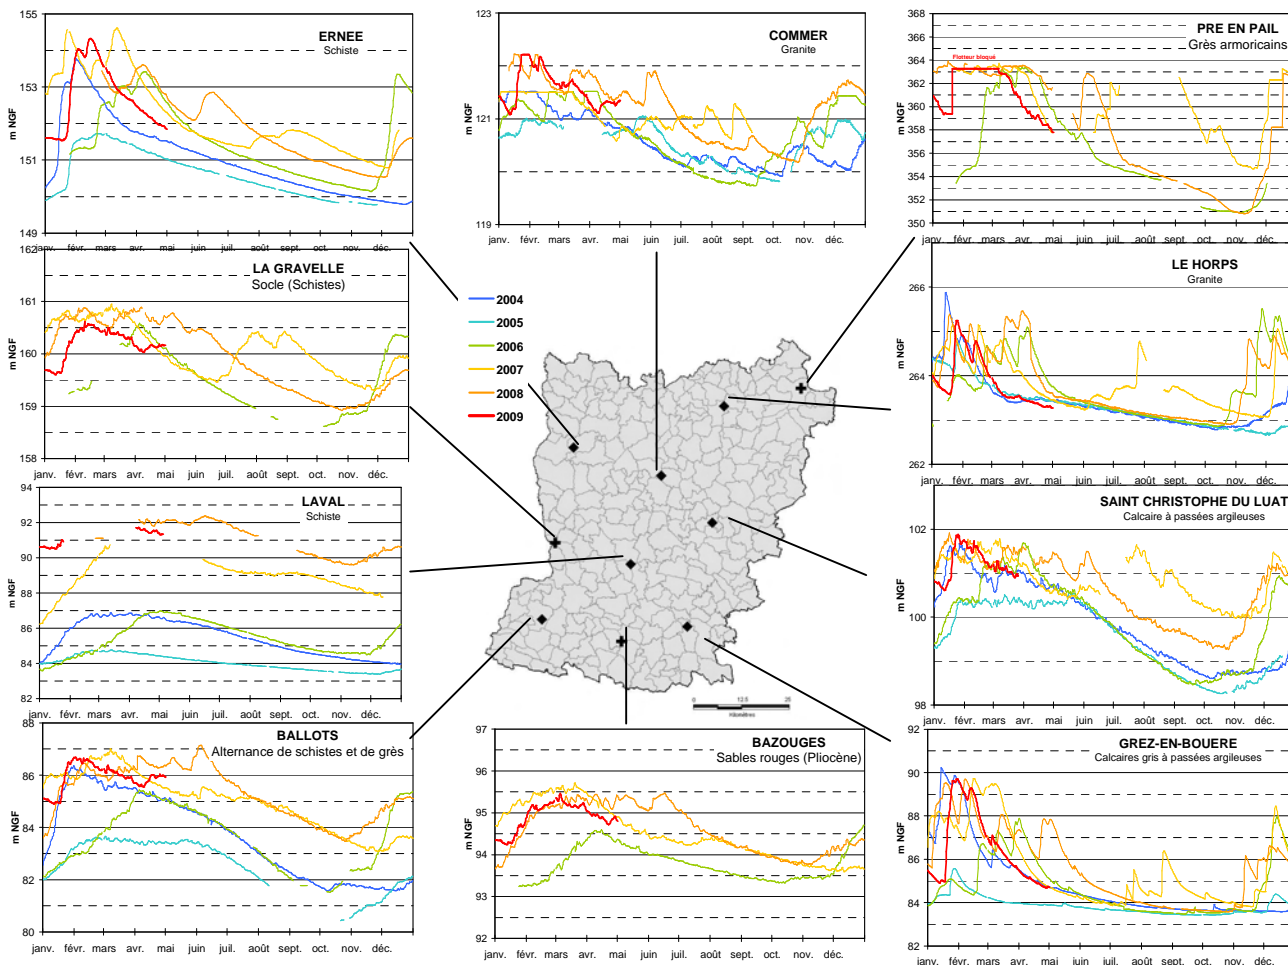 ERNEE
Schiste
m NGF
155
153
151
149
janv. févr. mars avr. mai juin juil. août sept. oct. nov. déc.
COMMER
Granite
m NGF
123
121
119
janv. févr. mars avr. mai juin juil. août sept. oct. nov. déc.
PRE EN PAIL
Grès armoricains
Flotteur bloqué
m NGF
368
366
364
362
360
358
356
354
352
350
janv. févr. mars avr. mai juin juil. août sept. oct. nov. déc.
LA GRAVELLE
Socle (Schistes)
m NGF
162
161
160
159
158
janv. févr. mars avr. mai juin juil. août sept. oct. nov. déc.
2004
2005
2006
2007
2008
2009
LE HORPS
Granite
m NGF
266
264
262
janv. févr. mars avr. mai juin juil. août sept. oct. nov. déc.
LAVAL
Schiste
m NGF
94
92
90
88
86
84
82
janv. févr. mars avr. mai juin juil. août sept. oct. nov. déc.
SAINT CHRISTOPHE DU LUAT
Calcaire à passées argileuses
m NGF
102
100
98
janv. févr. mars avr. mai juin juil. août sept. oct. nov. déc.
0 12.5 25
Kilomètres
BALLOTS
Alternance de schistes et de grès
m NGF
88
86
84
82
80
janv. févr. mars avr. mai juin juil. août sept. oct. nov. déc.
BAZOUGES
Sables rouges (Pliocène)
m NGF
97
96
95
94
93
92
janv. févr. mars avr. mai juin juil. août sept. oct. nov. déc.
GREZ-EN-BOUERE
Calcaires gris à passées argileuses
m NGF
92
90
88
86
84
82
janv. févr. mars avr. mai juin juil. août sept. oct. nov. déc.